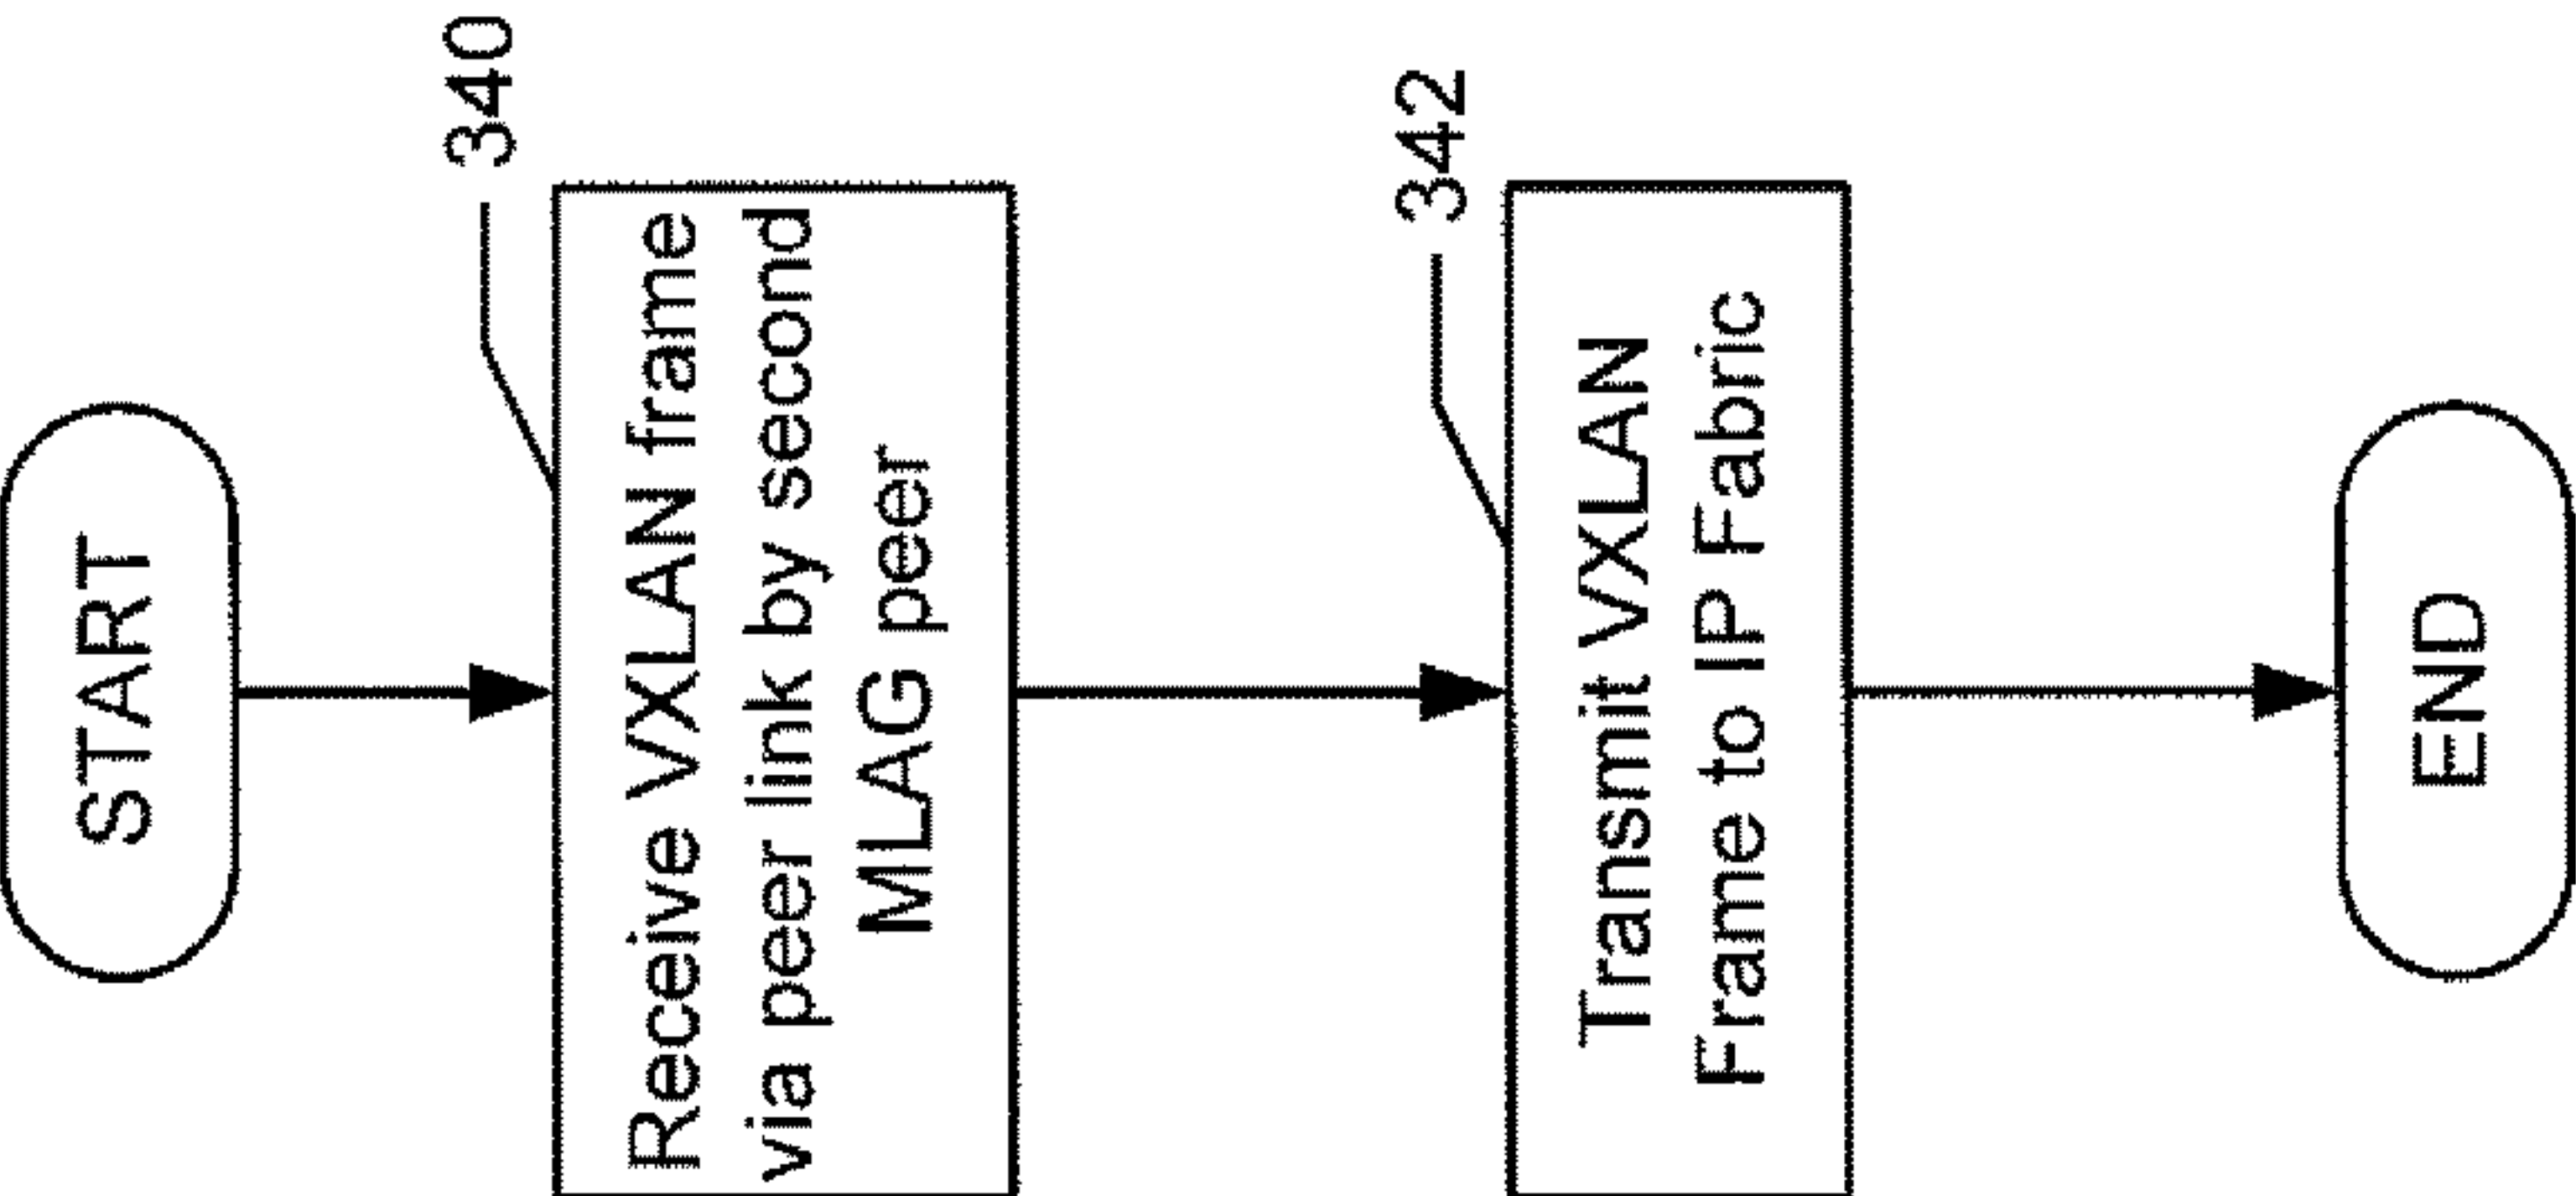 START
340
Receive VXLAN frame
via peer link by second
MLAG peer
342
Transmit VXLAN
Frame to IP Fabric
END